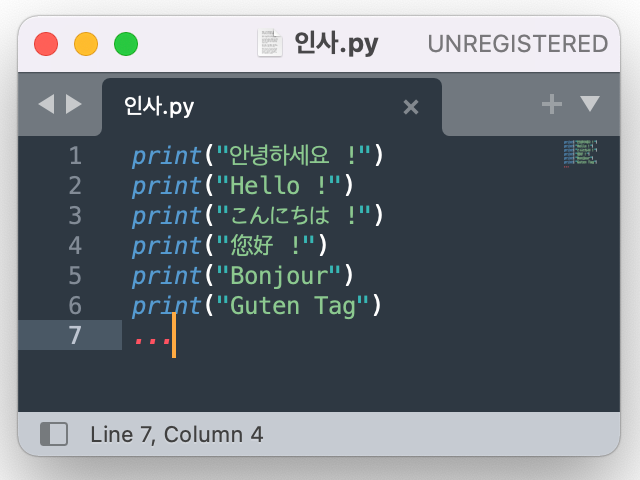 인사.py
UNREGISTERED
인사.py
1 print("안녕하세요 !")
2 print("Hello !")
3 print("こんにちは !")
4 print("您好 !")
5 print("Bonjour")
6 print("Guten Tag")
7 ...
Line 7, Column 4